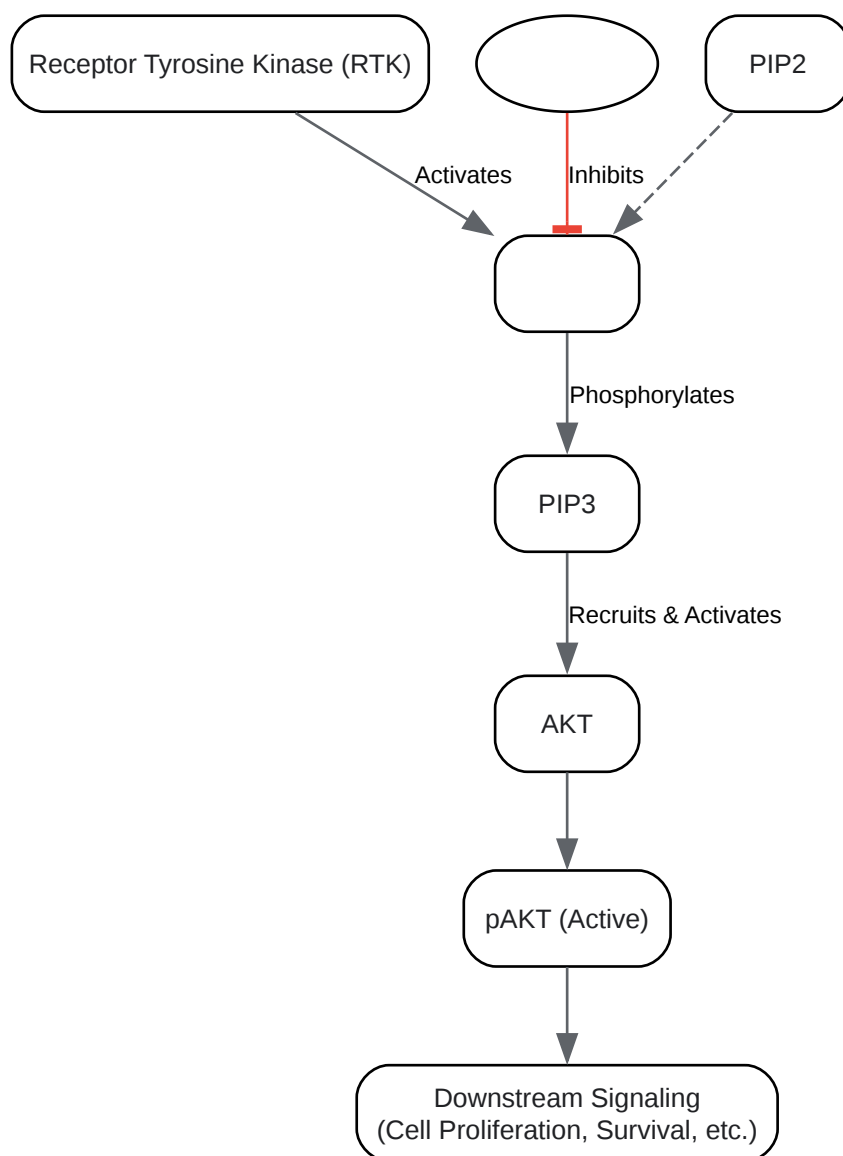 Receptor Tyrosine Kinase (RTK)
PIP2
Activates
Inhibits
Phosphorylates
PIP3
Recruits & Activates
AKT
pAKT (Active)
Downstream Signaling
(Cell Proliferation, Survival, etc.)